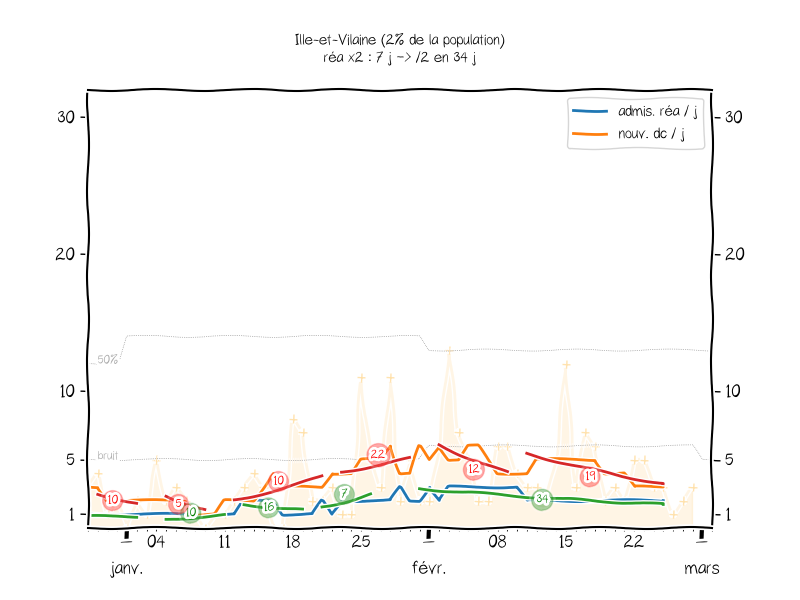 Ille-et-Vilaine (2% de la population)
réa x2 : 7 j -> /2 en 34 j
admis. réa / j
nouv. dc / j
30 30
20 20
50%
10 10
bruit
5 5
22
12
10
19
10
5
7
34
16
10
1 1
04 11 18 25 08 15 22
janv. févr. mars